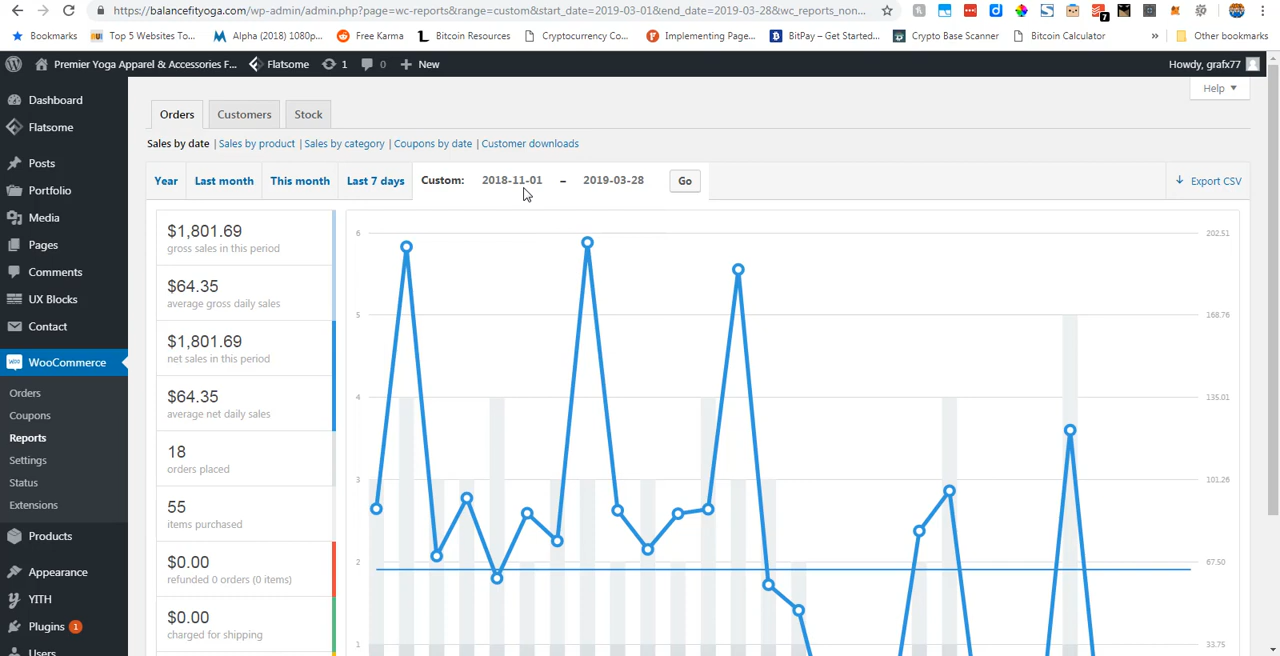 https://balancefityoga.com/wp-admin/admin.php?page=wc-reports&range=custom&start_date=2019-03-01&end_date=2019-03-28&wc_reports_non...
7
Bookmarks
Top 5 Websites To...
Alpha (2018) 1080p...
Free Karma
Bitcoin Resources
Cryptocurrency Co...
Implementing Page...
BitPay – Get Started...
Crypto Base Scanner
Bitcoin Calculator
»
Other bookmarks
Premier Yoga Apparel & Accessories F...
Flatsome
1
0
New
Howdy, grafx77
Help
Dashboard
Flatsome
Posts
Portfolio
Media
Pages
Comments
UX Blocks
Contact
WooCommerce
Orders
Coupons
Reports
Settings
Status
Extensions
Products
Appearance
YITH
Plugins 1
Users
Orders
Customers
Stock
Sales by date | Sales by product | Sales by category | Coupons by date | Customer downloads
Year
Last month
This month
Last 7 days
Custom: 2018-11-01 – 2019-03-28
Go
Export CSV
$1,801.69
gross sales in this period
$64.35
average gross daily sales
$1,801.69
net sales in this period
$64.35
average net daily sales
18
orders placed
55
items purchased
$0.00
refunded 0 orders (0 items)
$0.00
charged for shipping
6
5
4
3
2
1
202.51
168.76
135.01
101.26
67.50
33.75